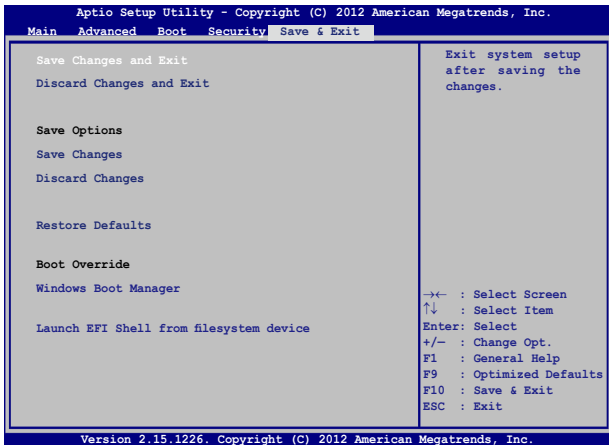 Aptio Setup Utility - Copyright (C) 2012 American Megatrends, Inc.
Main Advanced Boot Security Save & Exit
Save Changes and Exit
Discard Changes and Exit
Save Options
Save Changes
Discard Changes
Restore Defaults
Boot Override
Windows Boot Manager
Launch EFI Shell from filesystem device
Exit system setup
after saving the
changes.
→← : Select Screen
↑↓ : Select Item
Enter: Select
+/— : Change Opt.
F1 : General Help
F9 : Optimized Defaults
F10 : Save & Exit
ESC : Exit
Version 2.15.1226. Copyright (C) 2012 American Megatrends, Inc.